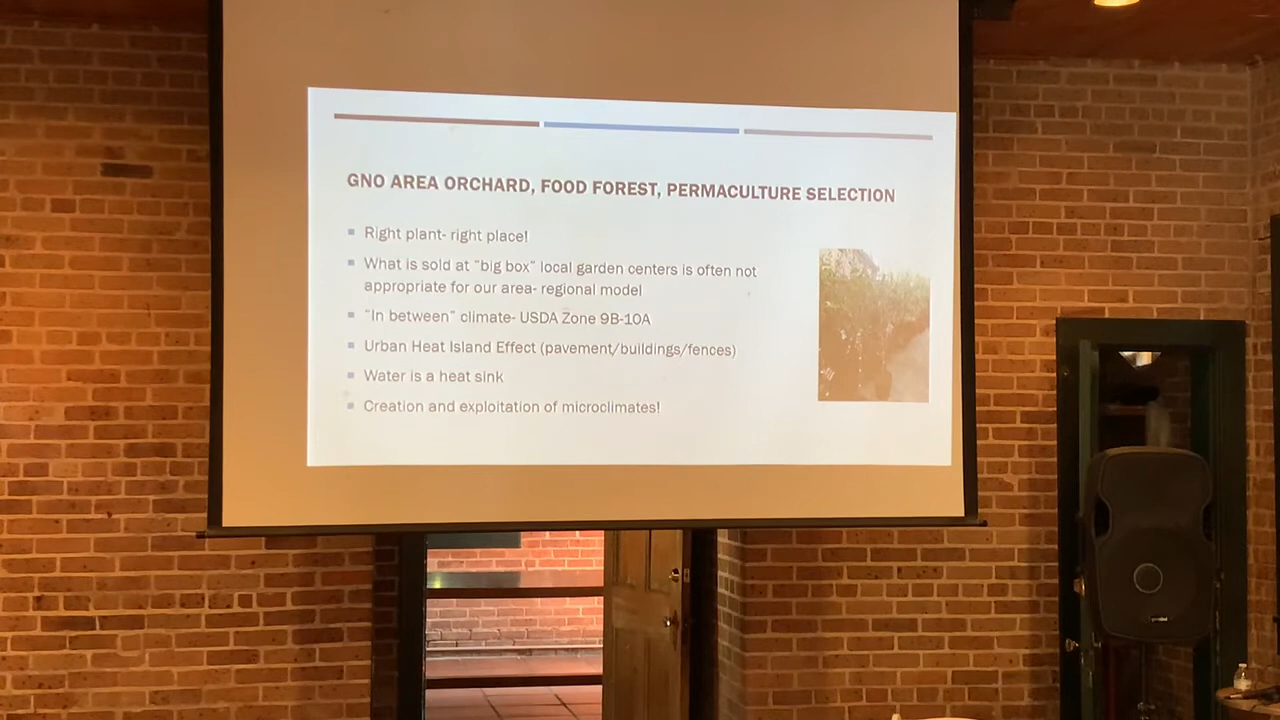 GNO AREA ORCHARD, FOOD FOREST, PERMACULTURE SELECTION
Right plant- right place!
What is sold at "big box" local garden centers is often not
appropriate for our area- regional model
"In between" climate- USDA Zone 9B-10A
Urban Heat Island Effect (pavement/buildings/fences)
Water is a heat sink
Creation and exploitation of microclimates!